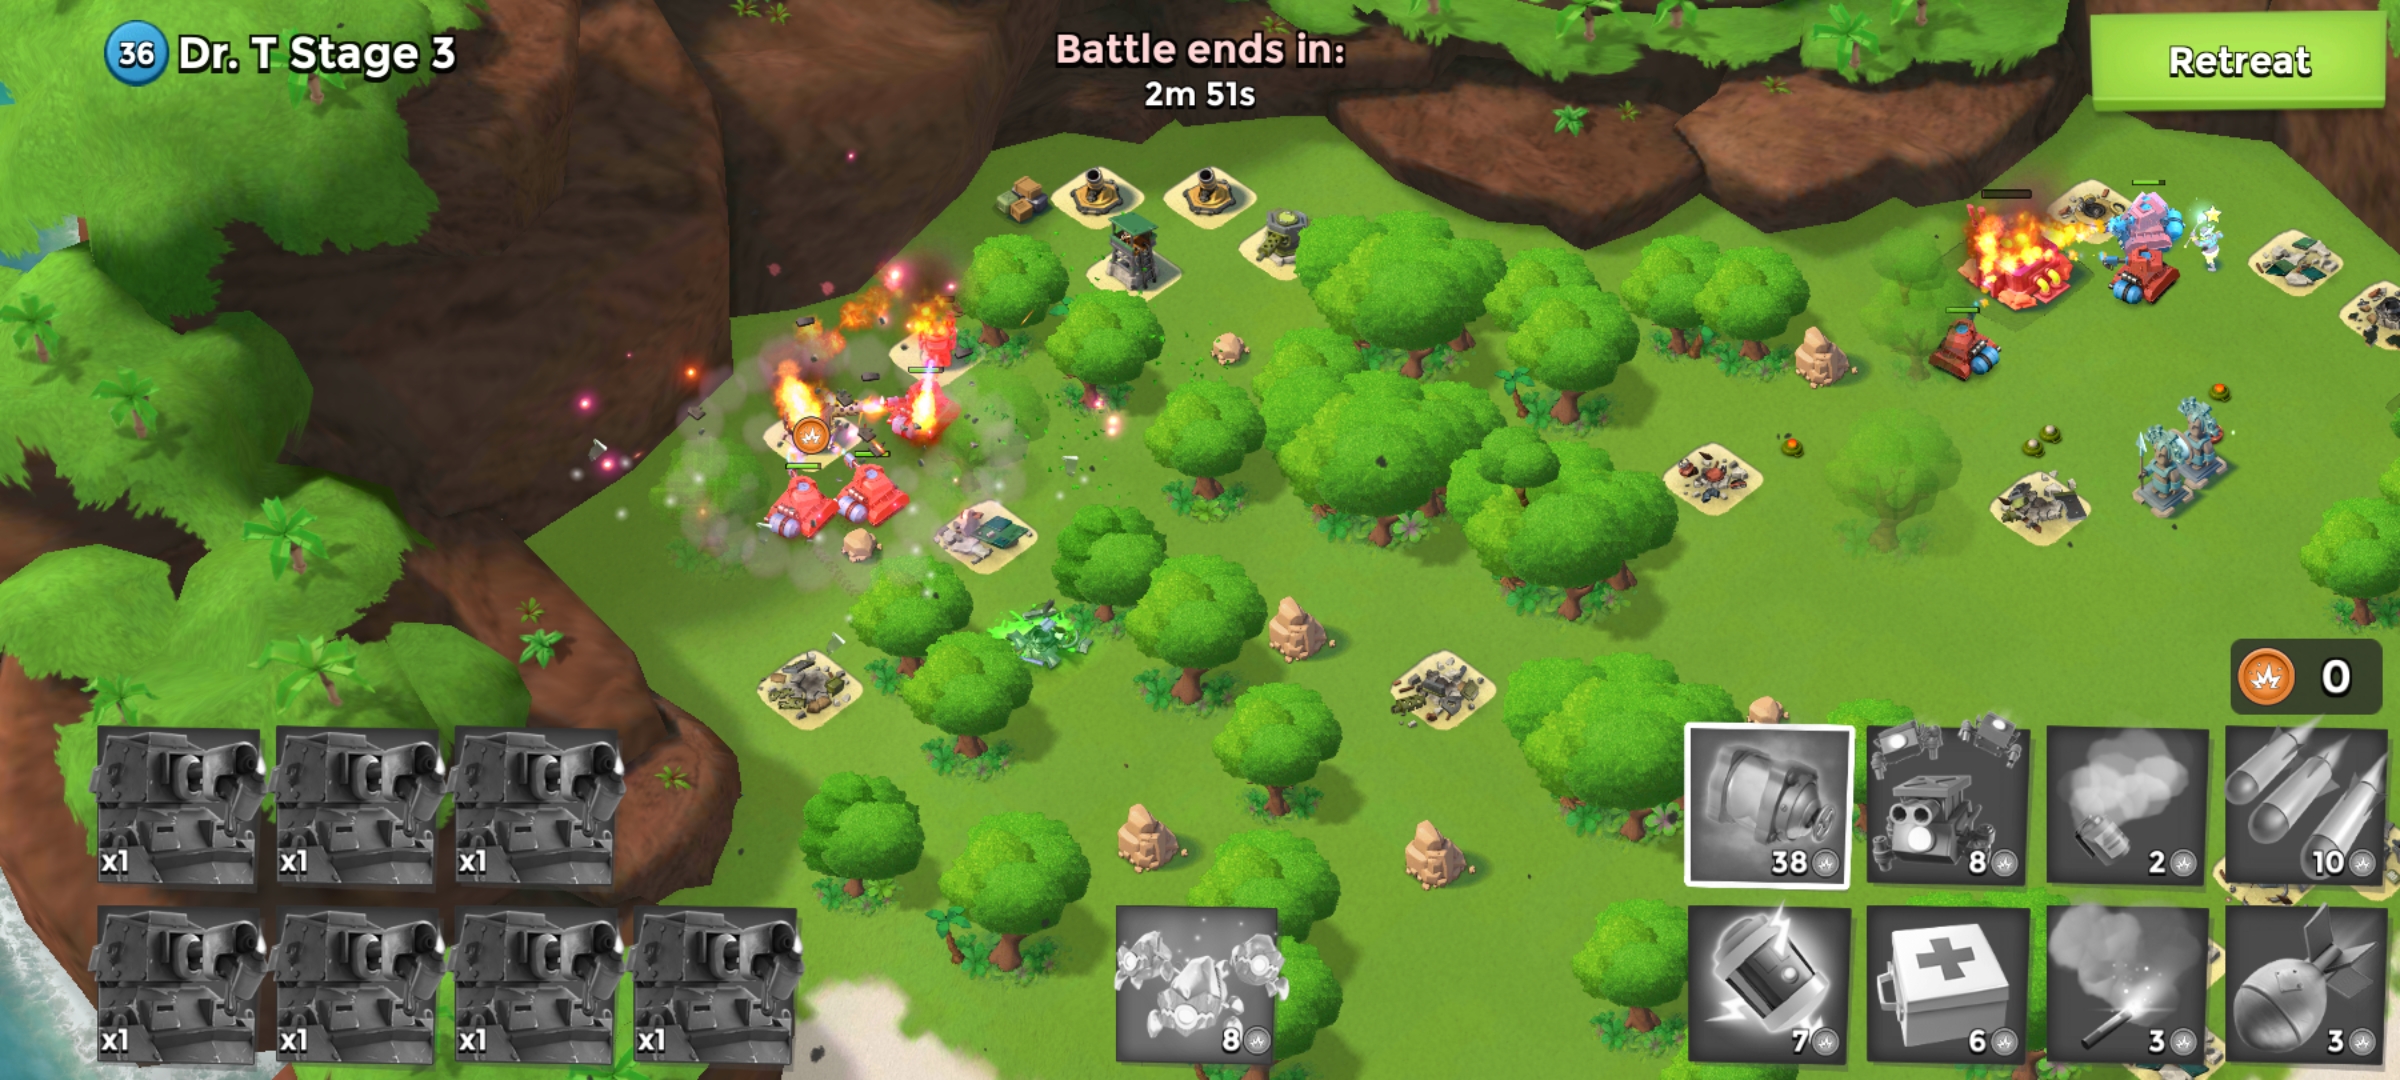 36 Dr. T Stage 3
Battle ends in:
2m 51s
Retreat
0
x1 x1 x1
38 8 2 10
x1 x1 x1 x1
8
7 6 3 3